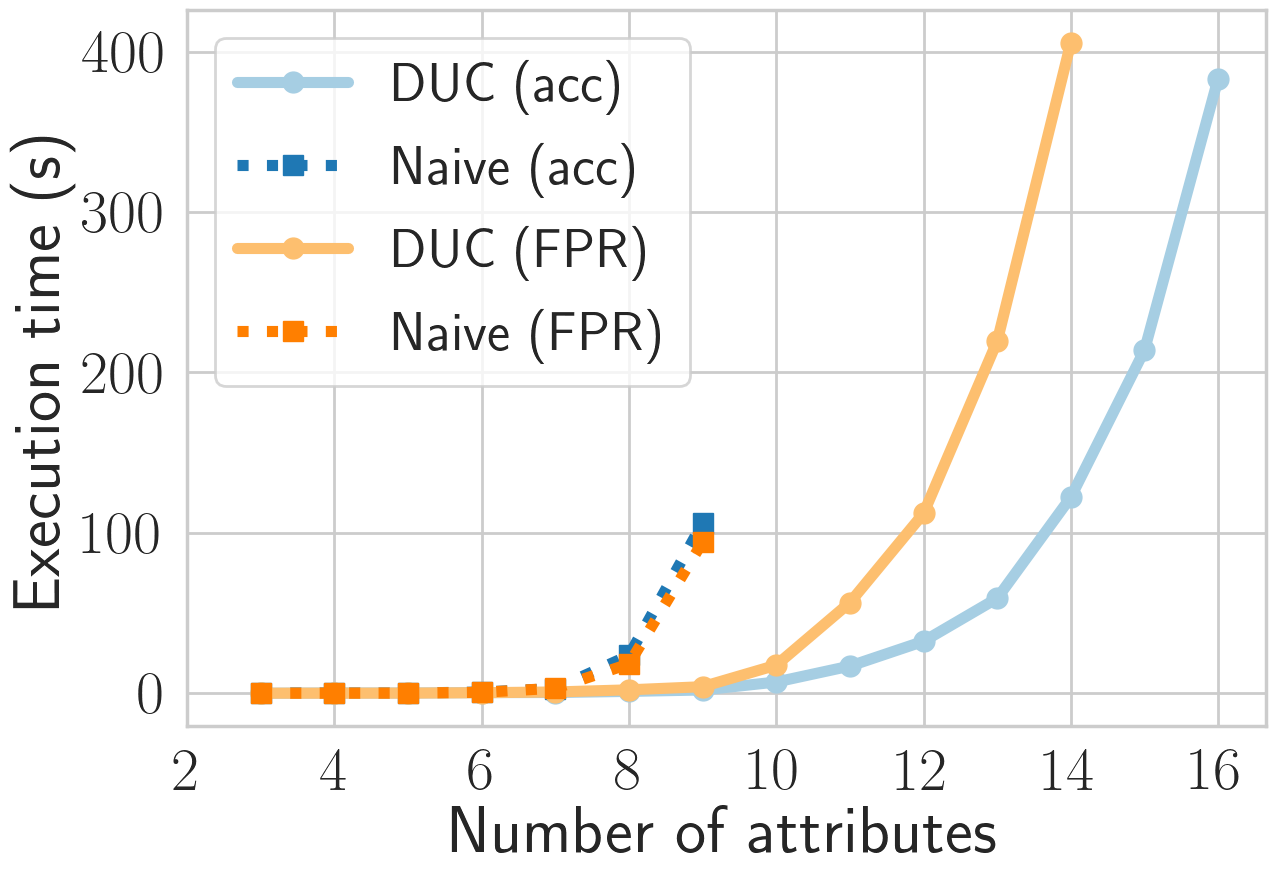 Execution time (s)
400
300
200
100
0
DUC (acc)
Naive (acc)
DUC (FPR)
Naive (FPR)
2 4 6 8 10 12 14 16
Number of attributes